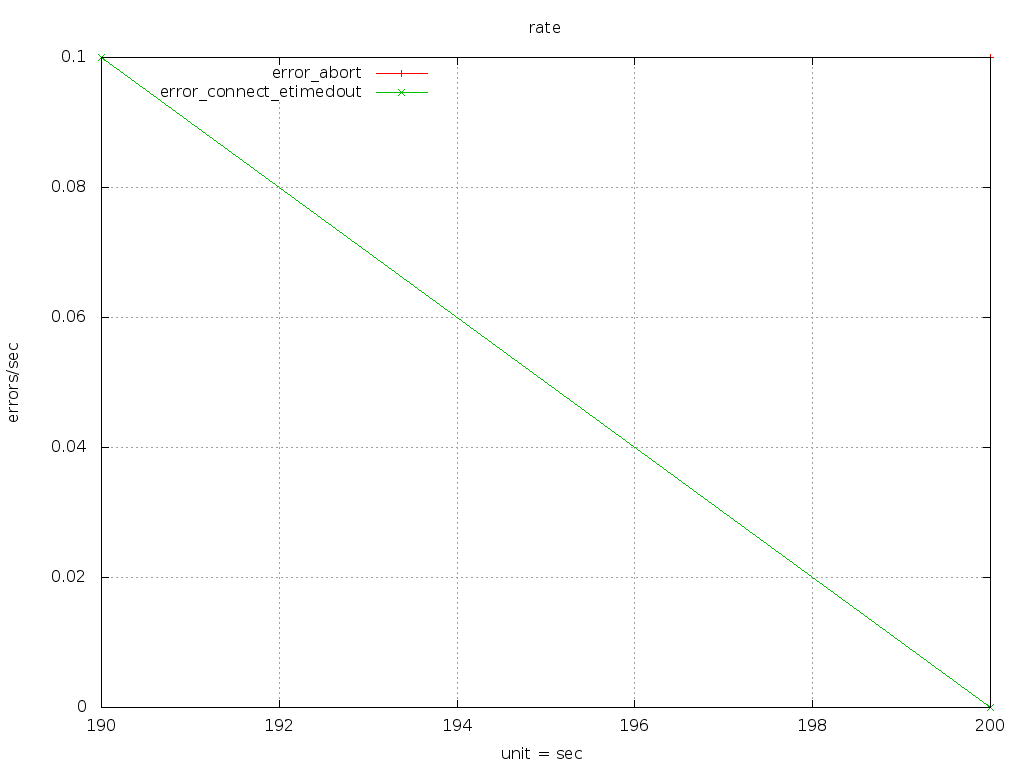 rate
0.1
error_abort
error_connect_etimedout
0.08
0.06
errors/sec
0.04
0.02
0
190 192 194 196 198 200
unit = sec